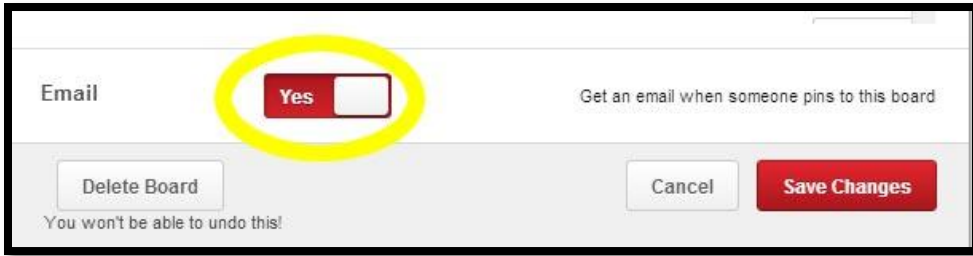 Email
Yes
Get an email when someone pins to this board
Delete Board
Cancel
Save Changes
You won't be able to undo this!